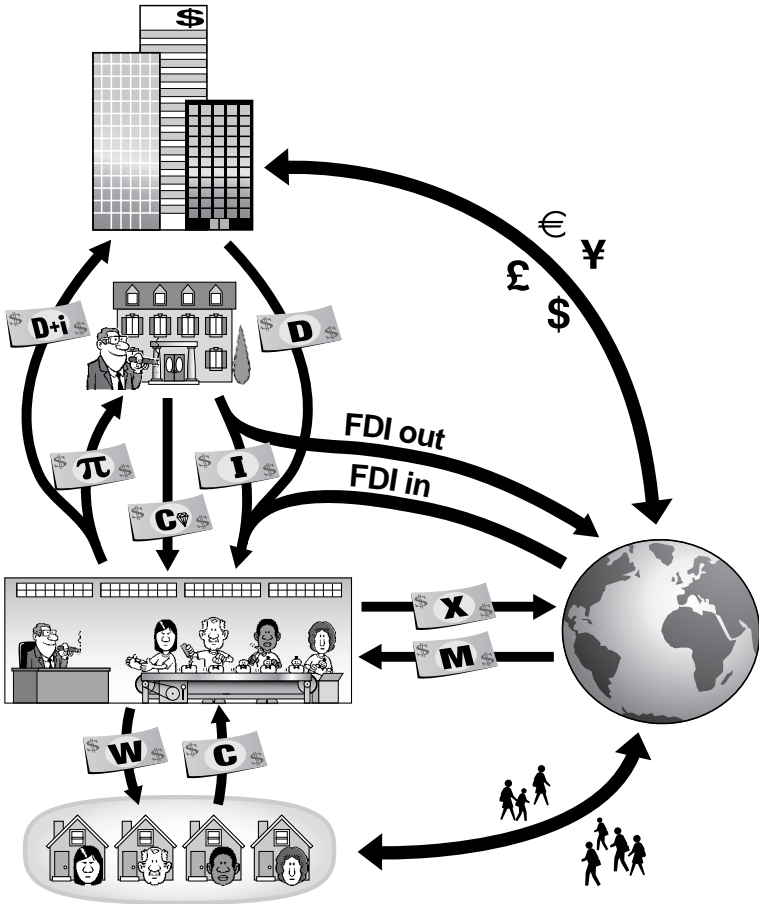 $
€
¥
£
$
$ D+i $
$ D $
FDI out
$ π $
$ I $
FDI in
$ C $
$ X $
$ M $
$ W $
$ C $